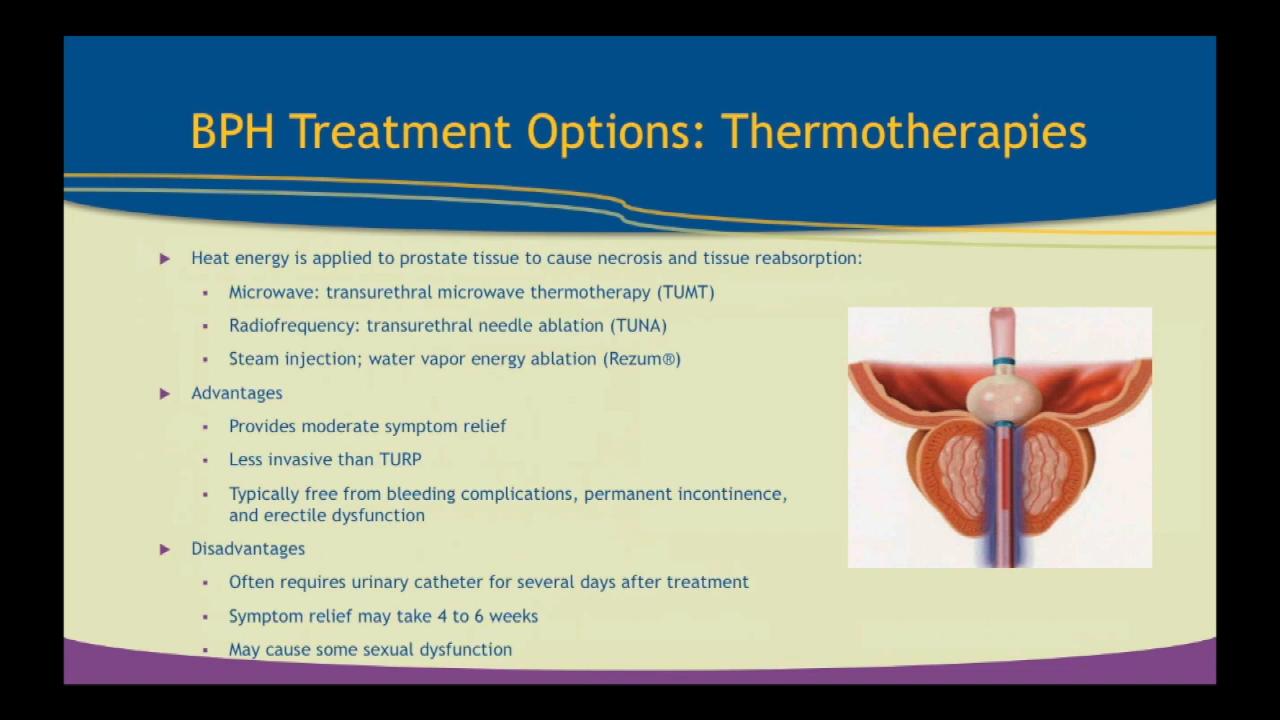 BPH Treatment Options: Thermotherapies
Heat energy is applied to prostate tissue to cause necrosis and tissue reabsorption:
Microwave: transurethral microwave thermotherapy (TUMT)
Radiofrequency: transurethral needle ablation (TUNA)
Steam injection; water vapor energy ablation (Rezum®)
Advantages
Provides moderate symptom relief
Less invasive than TURP
Typically free from bleeding complications, permanent incontinence,
and erectile dysfunction
Disadvantages
Often requires urinary catheter for several days after treatment
Symptom relief may take 4 to 6 weeks
May cause some sexual dysfunction